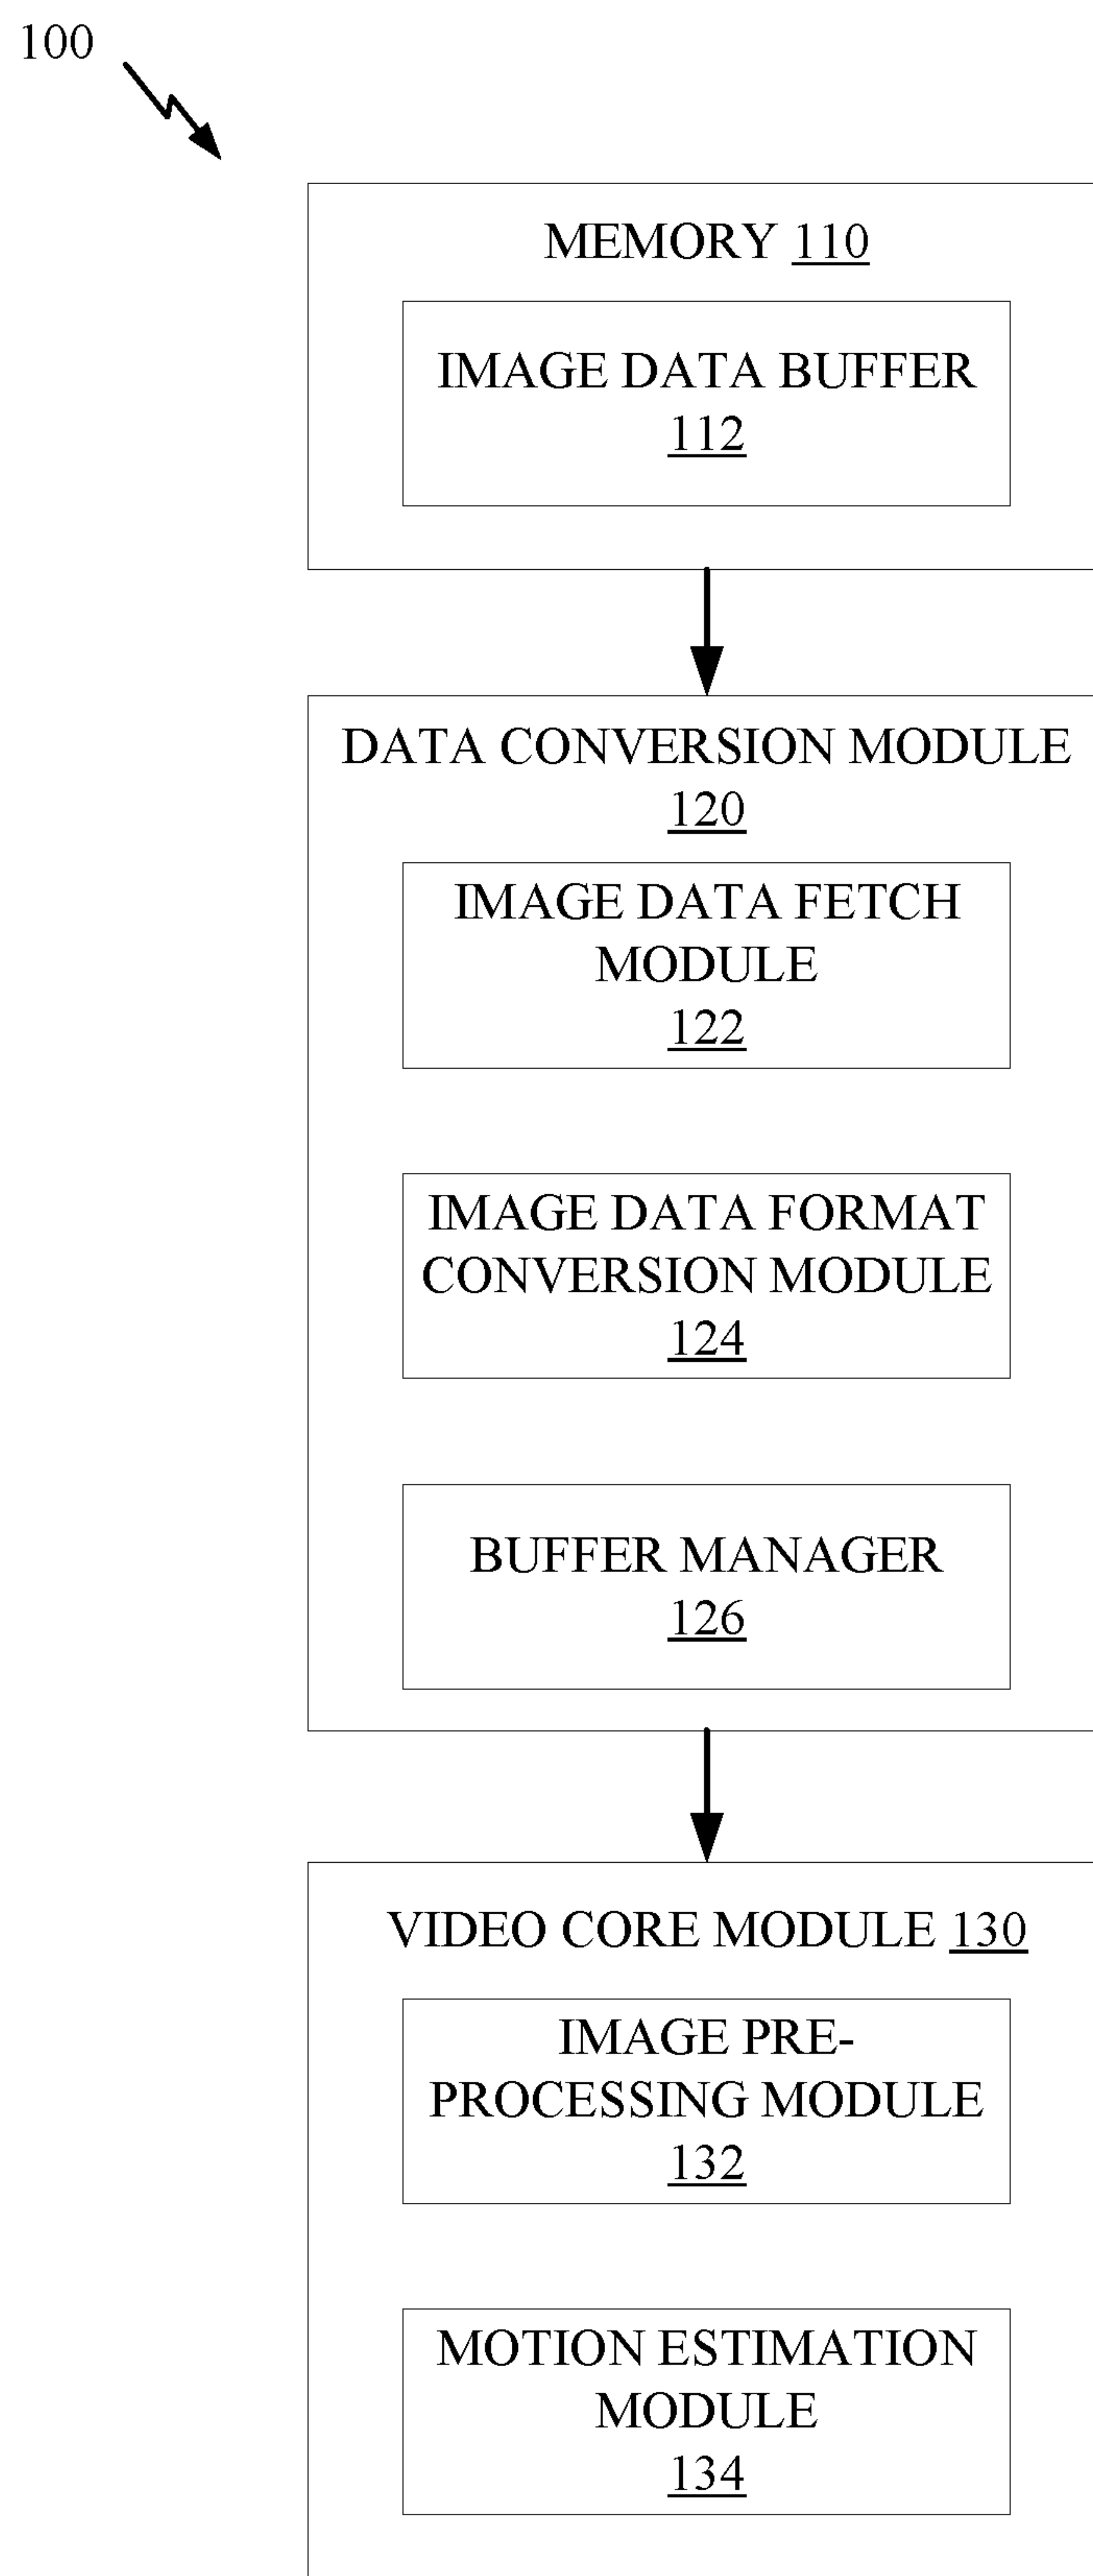 100
MEMORY 110
IMAGE DATA BUFFER
112
DATA CONVERSION MODULE
120
IMAGE DATA FETCH
MODULE
122
IMAGE DATA FORMAT
CONVERSION MODULE
124
BUFFER MANAGER
126
VIDEO CORE MODULE 130
IMAGE PRE-
PROCESSING MODULE
132
MOTION ESTIMATION
MODULE
134